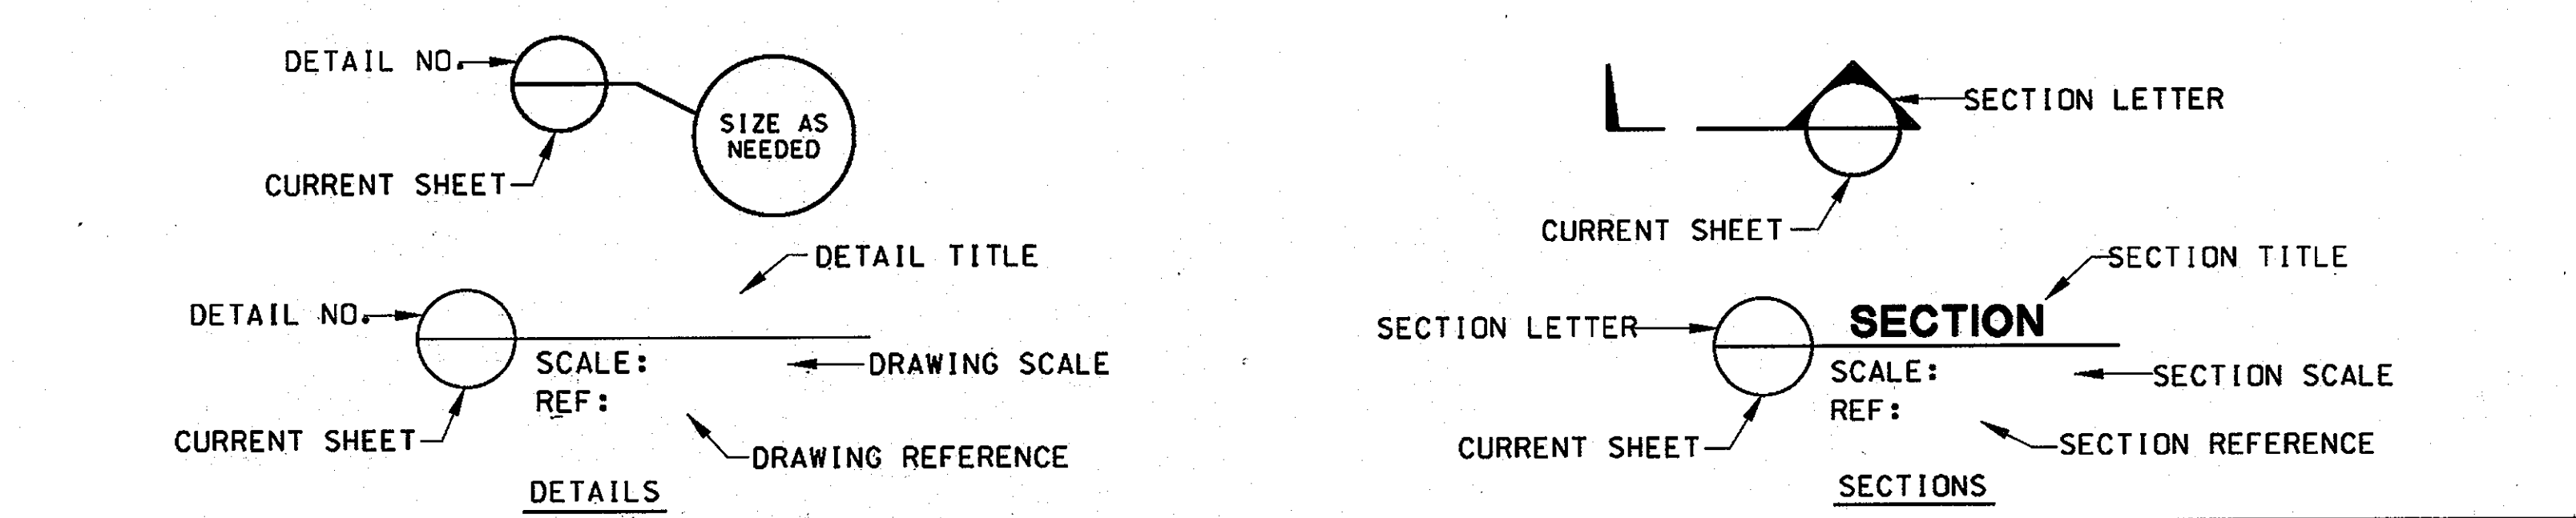 DETAIL NO.
SIZE AS
NEEDED
CURRENT SHEET
DETAIL TITLE
DETAIL NO.
SCALE:
DRAWING SCALE
REF:
CURRENT SHEET
DRAWING REFERENCE
DETAILS
SECTION LETTER
CURRENT SHEET
SECTION TITLE
SECTION LETTER
SECTION
SCALE:
SECTION SCALE
REF:
CURRENT SHEET
SECTION REFERENCE
SECTIONS